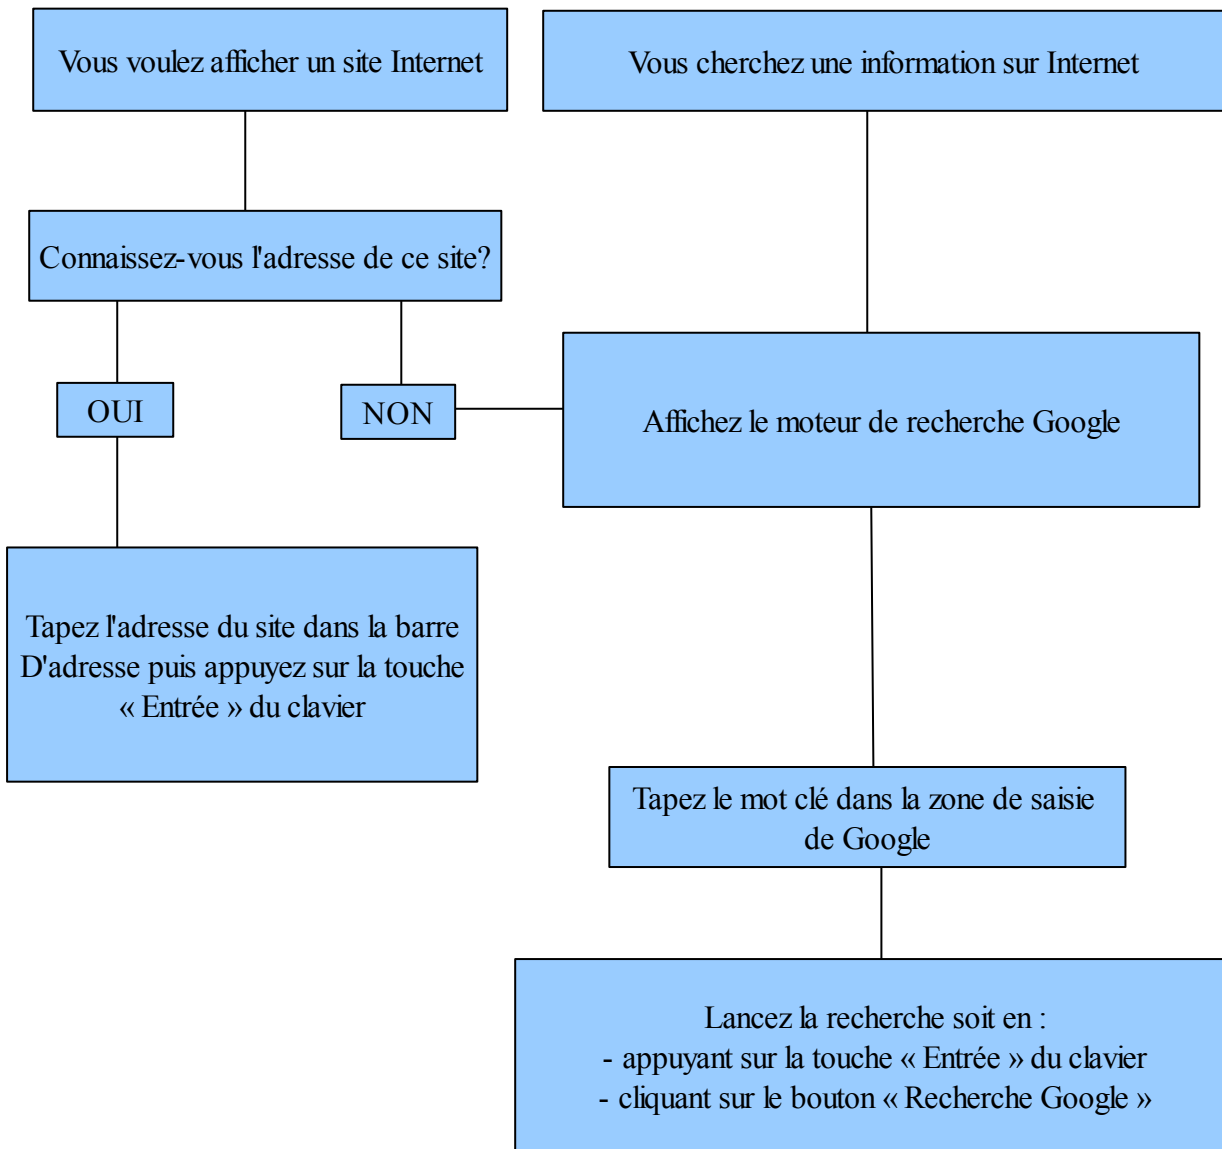 Vous voulez afficher un site Internet
Vous cherchez une information sur Internet
Connaissez-vous l'adresse de ce site?
OUI
NON
Affichez le moteur de recherche Google
Tapez l'adresse du site dans la barre
D'adresse puis appuyez sur la touche
« Entrée » du clavier
Tapez le mot clé dans la zone de saisie
de Google
Lancez la recherche soit en :
- appuyant sur la touche « Entrée » du clavier
- cliquant sur le bouton « Recherche Google »